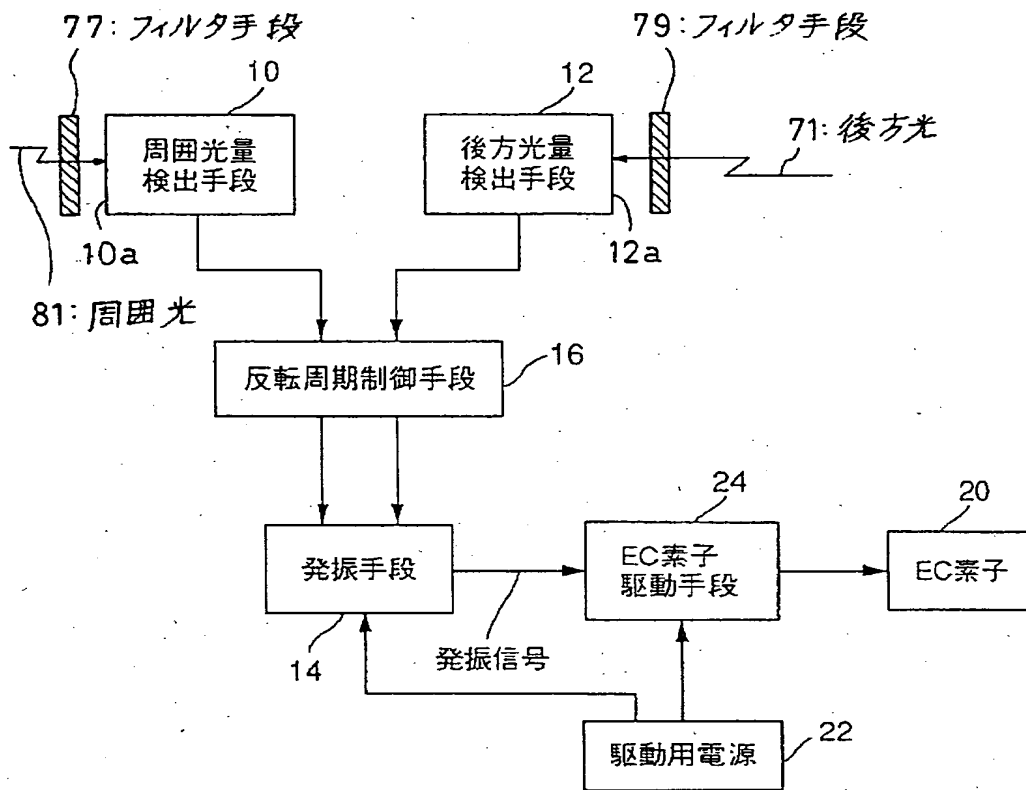 77:フィルタ手段
79:フィルタ手段
10
12
周囲光量
検出手段
後方光量
検出手段
71:後方光
10a
12a
81:周囲光
反転周期制御手段
16
発振手段
14
発振信号
24
EC素子
駆動手段
20
EC素子
駆動用電源
22